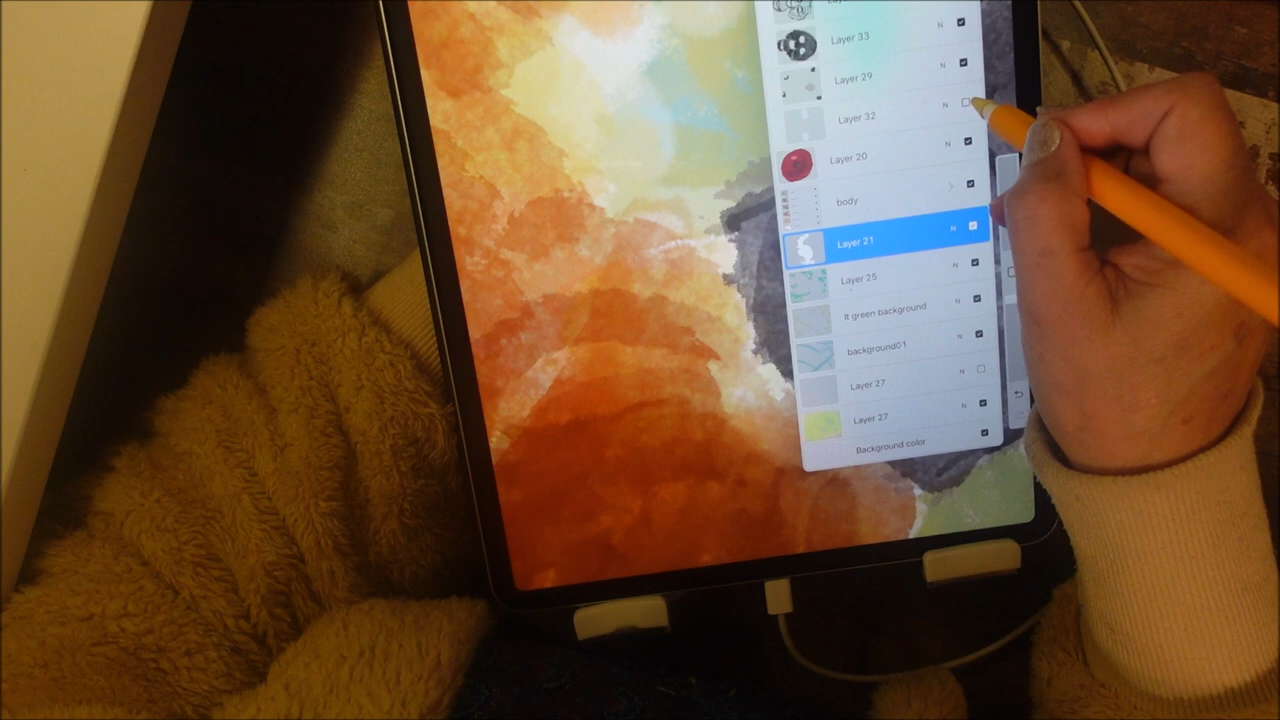 Layer 33 N
Layer 29 N
Layer 32 N
Layer 20 N
body
Layer 21 N
Layer 25 N
lt green background N
background01 N
Layer 27 N
Layer 27 N
Background color